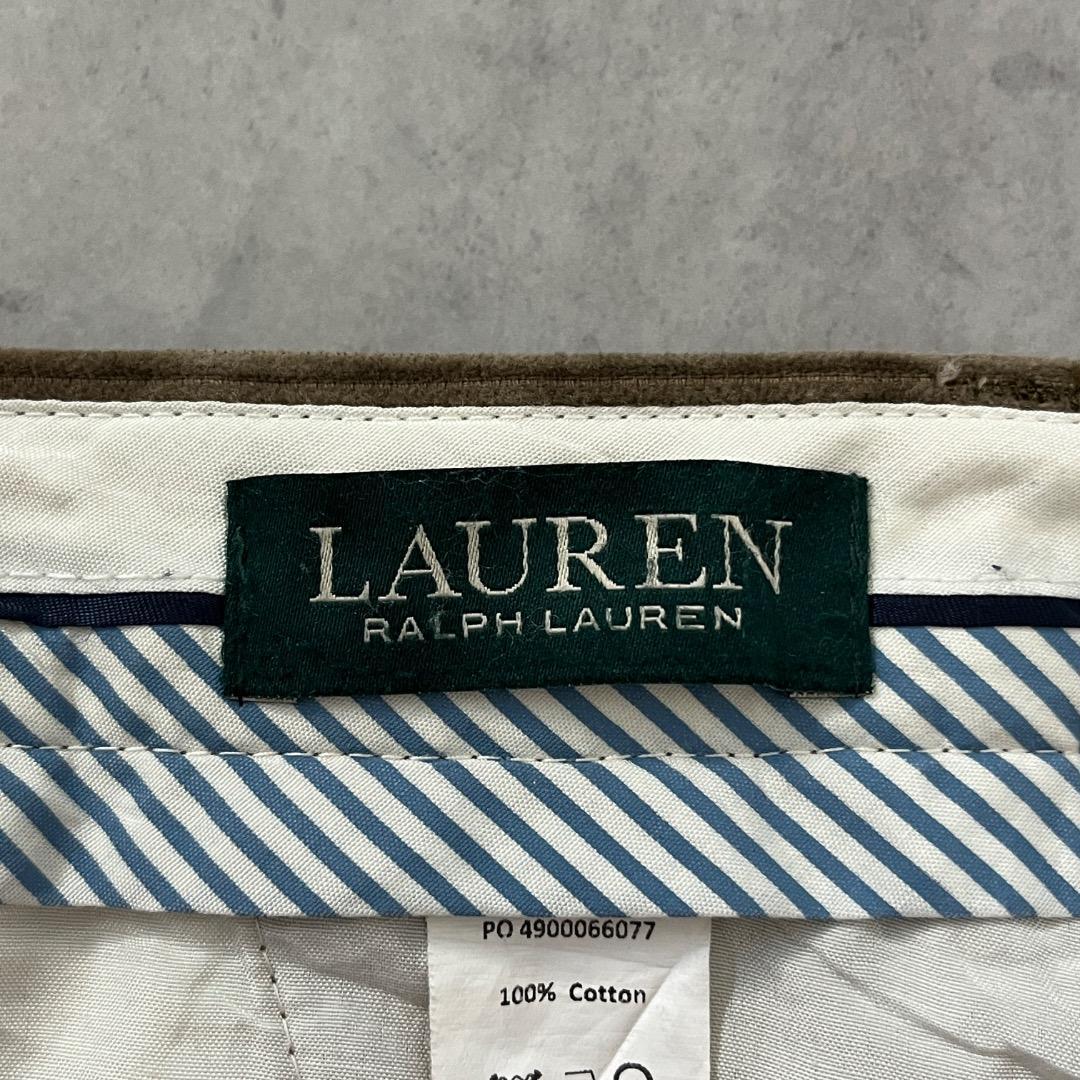 LAUREN
RALPH LAUREN
PO 4900066077
100% Cotton